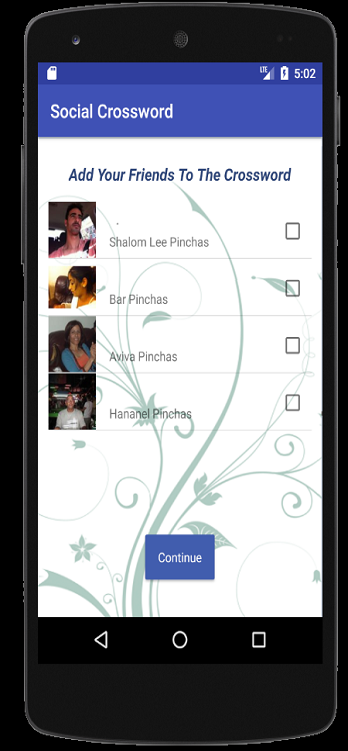 LTE 5:02
Social Crossword
Add Your Friends To The Crossword
Shalom Lee Pinchas
Bar Pinchas
Aviva Pinchas
Hananel Pinchas
Continue